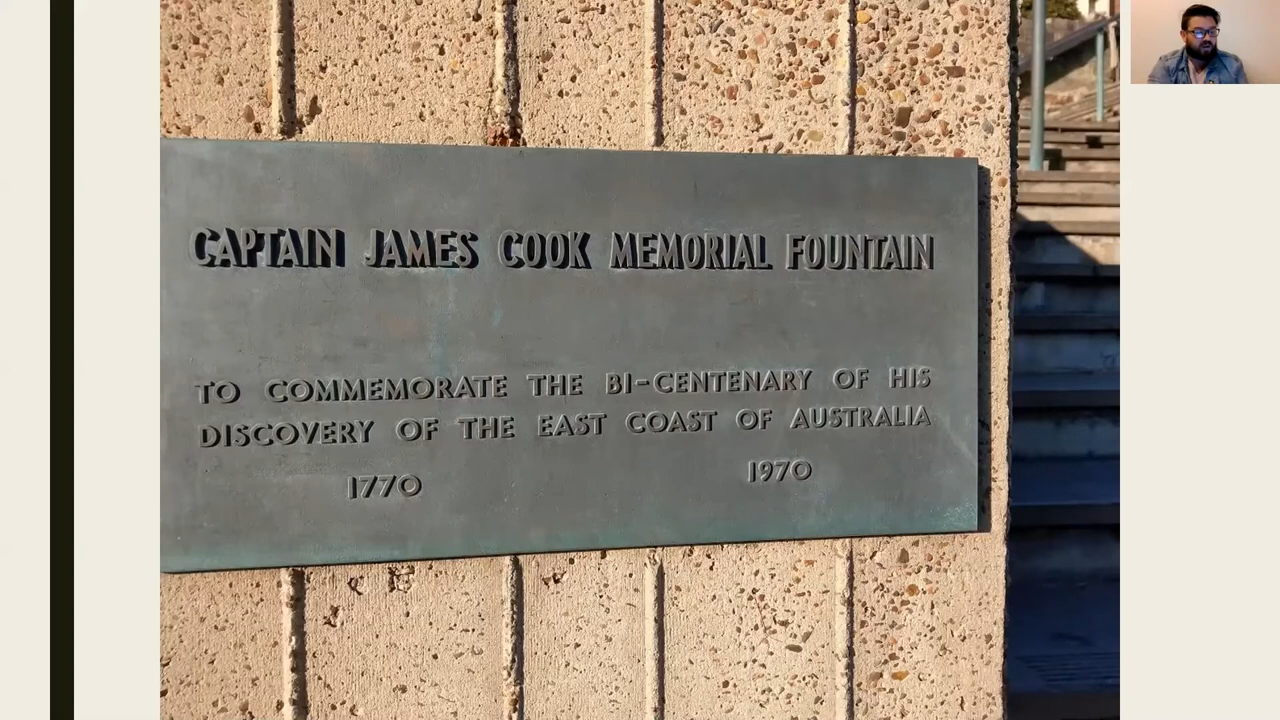 CAPTAIN JAMES COOK MEMORIAL FOUNTAIN
TO COMMEMORATE THE BI-CENTENARY OF HIS
DISCOVERY OF THE EAST COAST OF AUSTRALIA
1770 1970